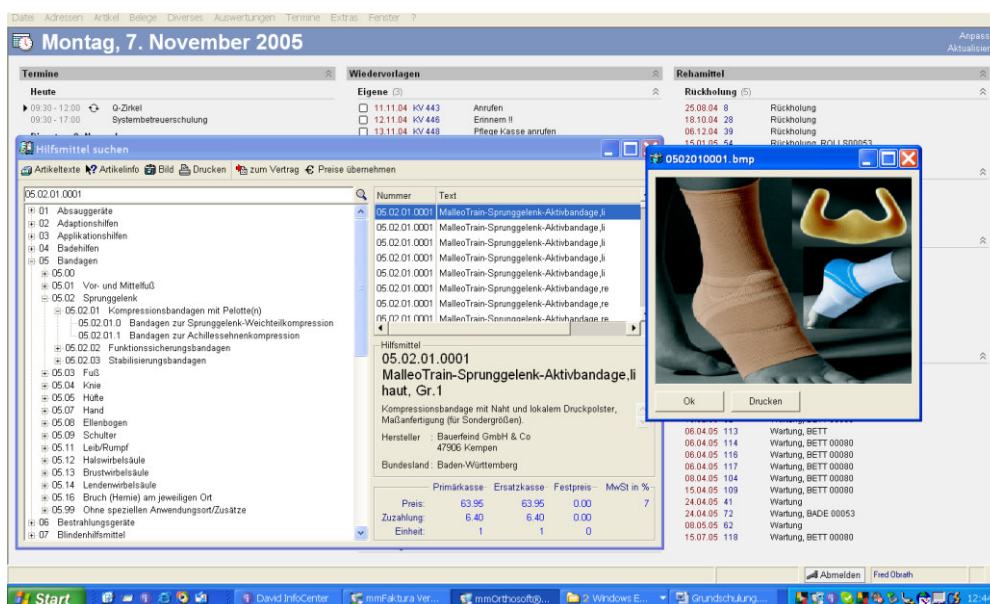 Datei Adressen Artikel Belege Diverses Auswertungen Termine Extras Fenster ?
Montag, 7. November 2005
Anpass
Aktualisier
Termine
Heute
09:30 - 12:00 Q-Zirkel
09:30 - 17:00 Systembetreuerschulung
Wiedervorlagen
Eigene (3)
11.11.04 KV 443 Anrufen
12.11.04 KV 446 Erinnern !!
13.11.04 KV 448 Pflege Kasse anrufen
Rehamittel
Rückholung (5)
25.08.04 8 Rückholung
18.10.04 28 Rückholung
06.12.04 39 Rückholung
15.01.05 54 Rückholung, ROLLS00053
Hilfsmittel suchen
Artikeltexte Artikelinfo Bild Drucken zum Vertrag Preise übernehmen
05.02.01.0001
01 Absauggeräte
02 Adaptionshilfen
03 Applikationshilfen
04 Badehilfen
05 Bandagen
05.00
05.01 Vor- und Mittelfuß
05.02 Sprunggelenk
05.02.01 Kompressionsbandagen mit Pelotte(n)
05.02.01.0 Bandagen zur Sprunggelenk-Weichteilkompression
05.02.01.1 Bandagen zur Achillessehnenkompression
05.02.02 Funktionssicherungsbandagen
05.02.03 Stabilisierungsbandagen
05.03 Fuß
05.04 Knie
05.05 Hüfte
05.07 Hand
05.08 Ellenbogen
05.09 Schulter
05.11 Leib/Rumpf
05.12 Halswirbelsäule
05.13 Brustwirbelsäule
05.14 Lendenwirbelsäule
05.16 Bruch (Hernie) am jeweiligen Ort
05.99 Ohne speziellen Anwendungsort/Zusätze
06 Bestrahlungsgeräte
07 Blindenhilfsmittel
Nummer Text
05.02.01.0001 MalleoTrain-Sprunggelenk-Aktivbandage,li
05.02.01.0001 MalleoTrain-Sprunggelenk-Aktivbandage,li
05.02.01.0001 MalleoTrain-Sprunggelenk-Aktivbandage,li
05.02.01.0001 MalleoTrain-Sprunggelenk-Aktivbandage,li
05.02.01.0001 MalleoTrain-Sprunggelenk-Aktivbandage,li
05.02.01.0001 MalleoTrain-Sprunggelenk-Aktivbandage,re
05.02.01.0001 MalleoTrain-Sprunggelenk-Aktivbandage,re
05.02.01.0001 MalleoTrain-Sprunggelenk-Aktivbandage,re
Hilfsmittel
05.02.01.0001
MalleoTrain-Sprunggelenk-Aktivbandage,li
haut, Gr.1
Kompressionsbandage mit Naht und lokalem Druckpolster,
Maßanfertigung (für Sondergrößen).
Hersteller : Bauerfeind GmbH & Co
47906 Kempen
Bundesland : Baden-Württemberg
Primärkasse Ersatzkasse Festpreis MwSt in %
Preis: 63.95 63.95 0.00 7
Zuzahlung: 6.40 6.40 0.00
Einheit: 1 1 0
0502010001.bmp
Ok Drucken
06.04.05 113 Wartung, BETT
06.04.05 114 Wartung, BETT 00080
06.04.05 116 Wartung, BETT 00080
06.04.05 117 Wartung, BETT 00080
08.04.05 104 Wartung, BETT 00080
15.04.05 109 Wartung, BETT 00080
24.04.05 41 Wartung
24.04.05 72 Wartung, BADE 00053
08.05.05 62 Wartung
15.07.05 118 Wartung, BETT 00080
Abmelden Fred Obrath
Start David InfoCenter mmFaktura Ver... mmOrthosoft®... 2 Windows E... Grundschulung.... 12:44